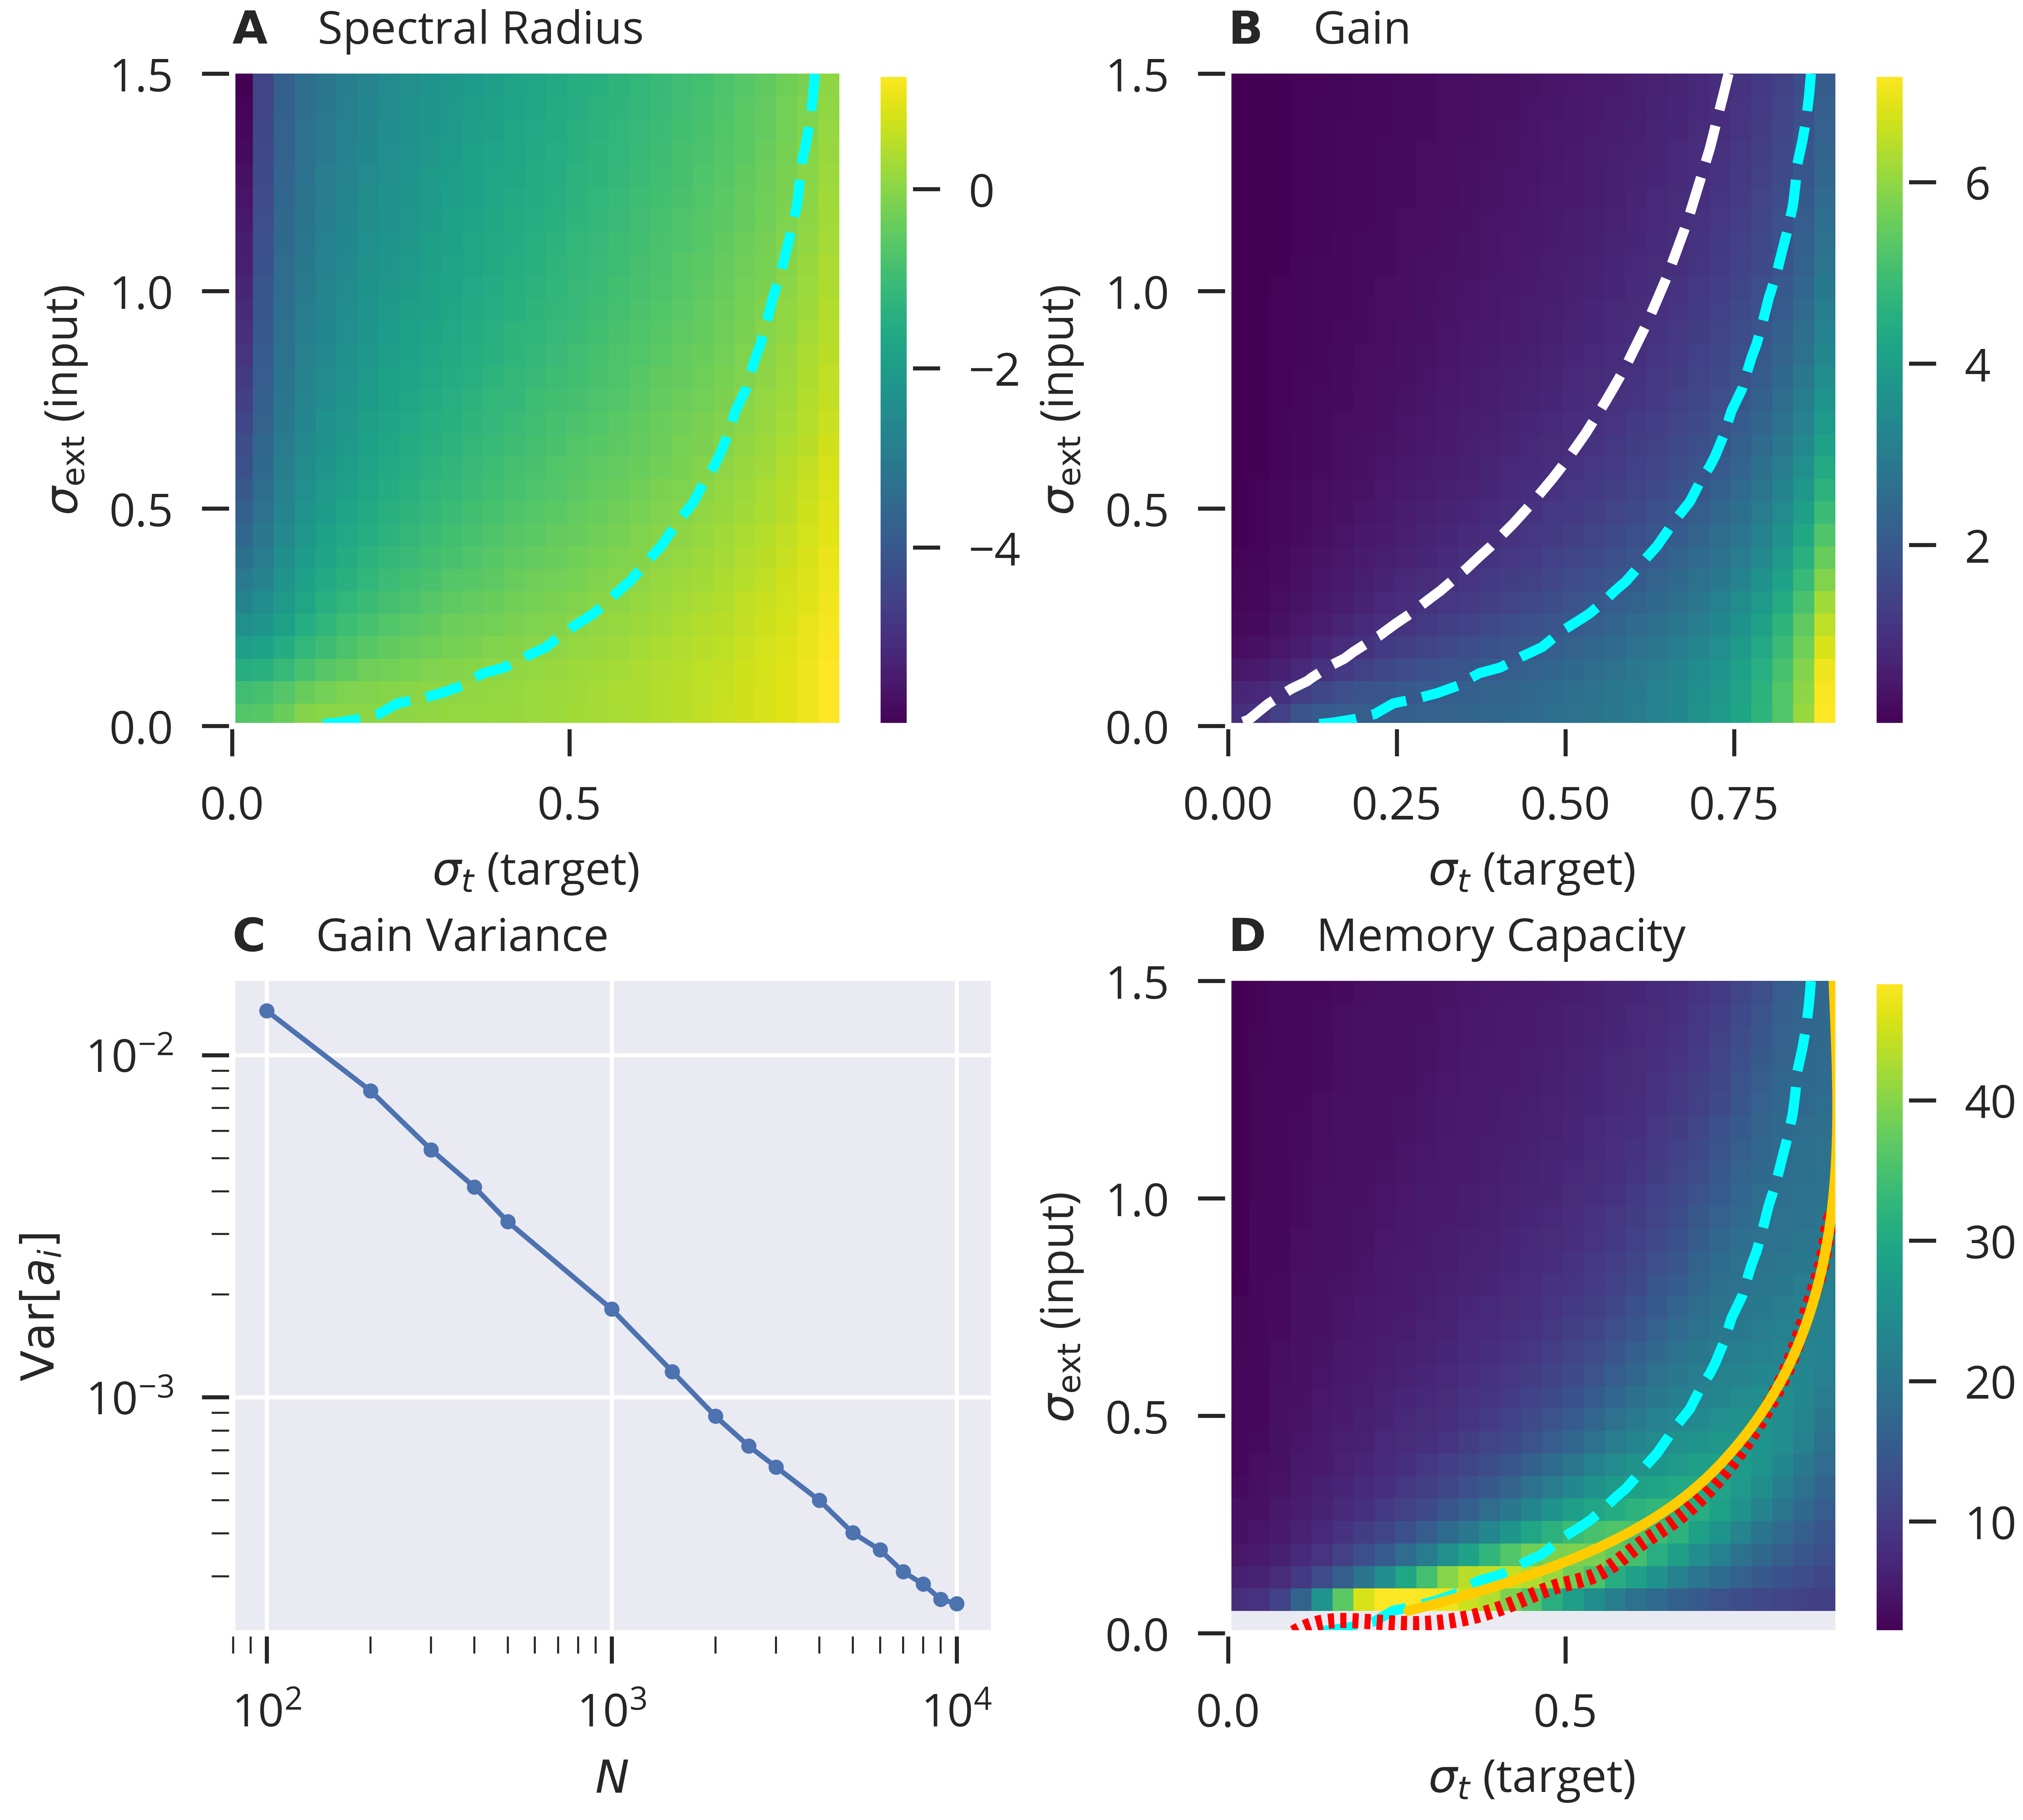 A Spectral Radius
1.5
1.0
0.5
0.0
σext (input)
0.0 0.5
σt (target)
0
−2
−4
B Gain
1.5
1.0
0.5
0.0
σext (input)
0.00 0.25 0.50 0.75
σt (target)
6
4
2
C Gain Variance
10−2
10−3
Var[ai]
102 103 104
N
D Memory Capacity
1.5
1.0
0.5
0.0
σext (input)
0.0 0.5
σt (target)
40
30
20
10